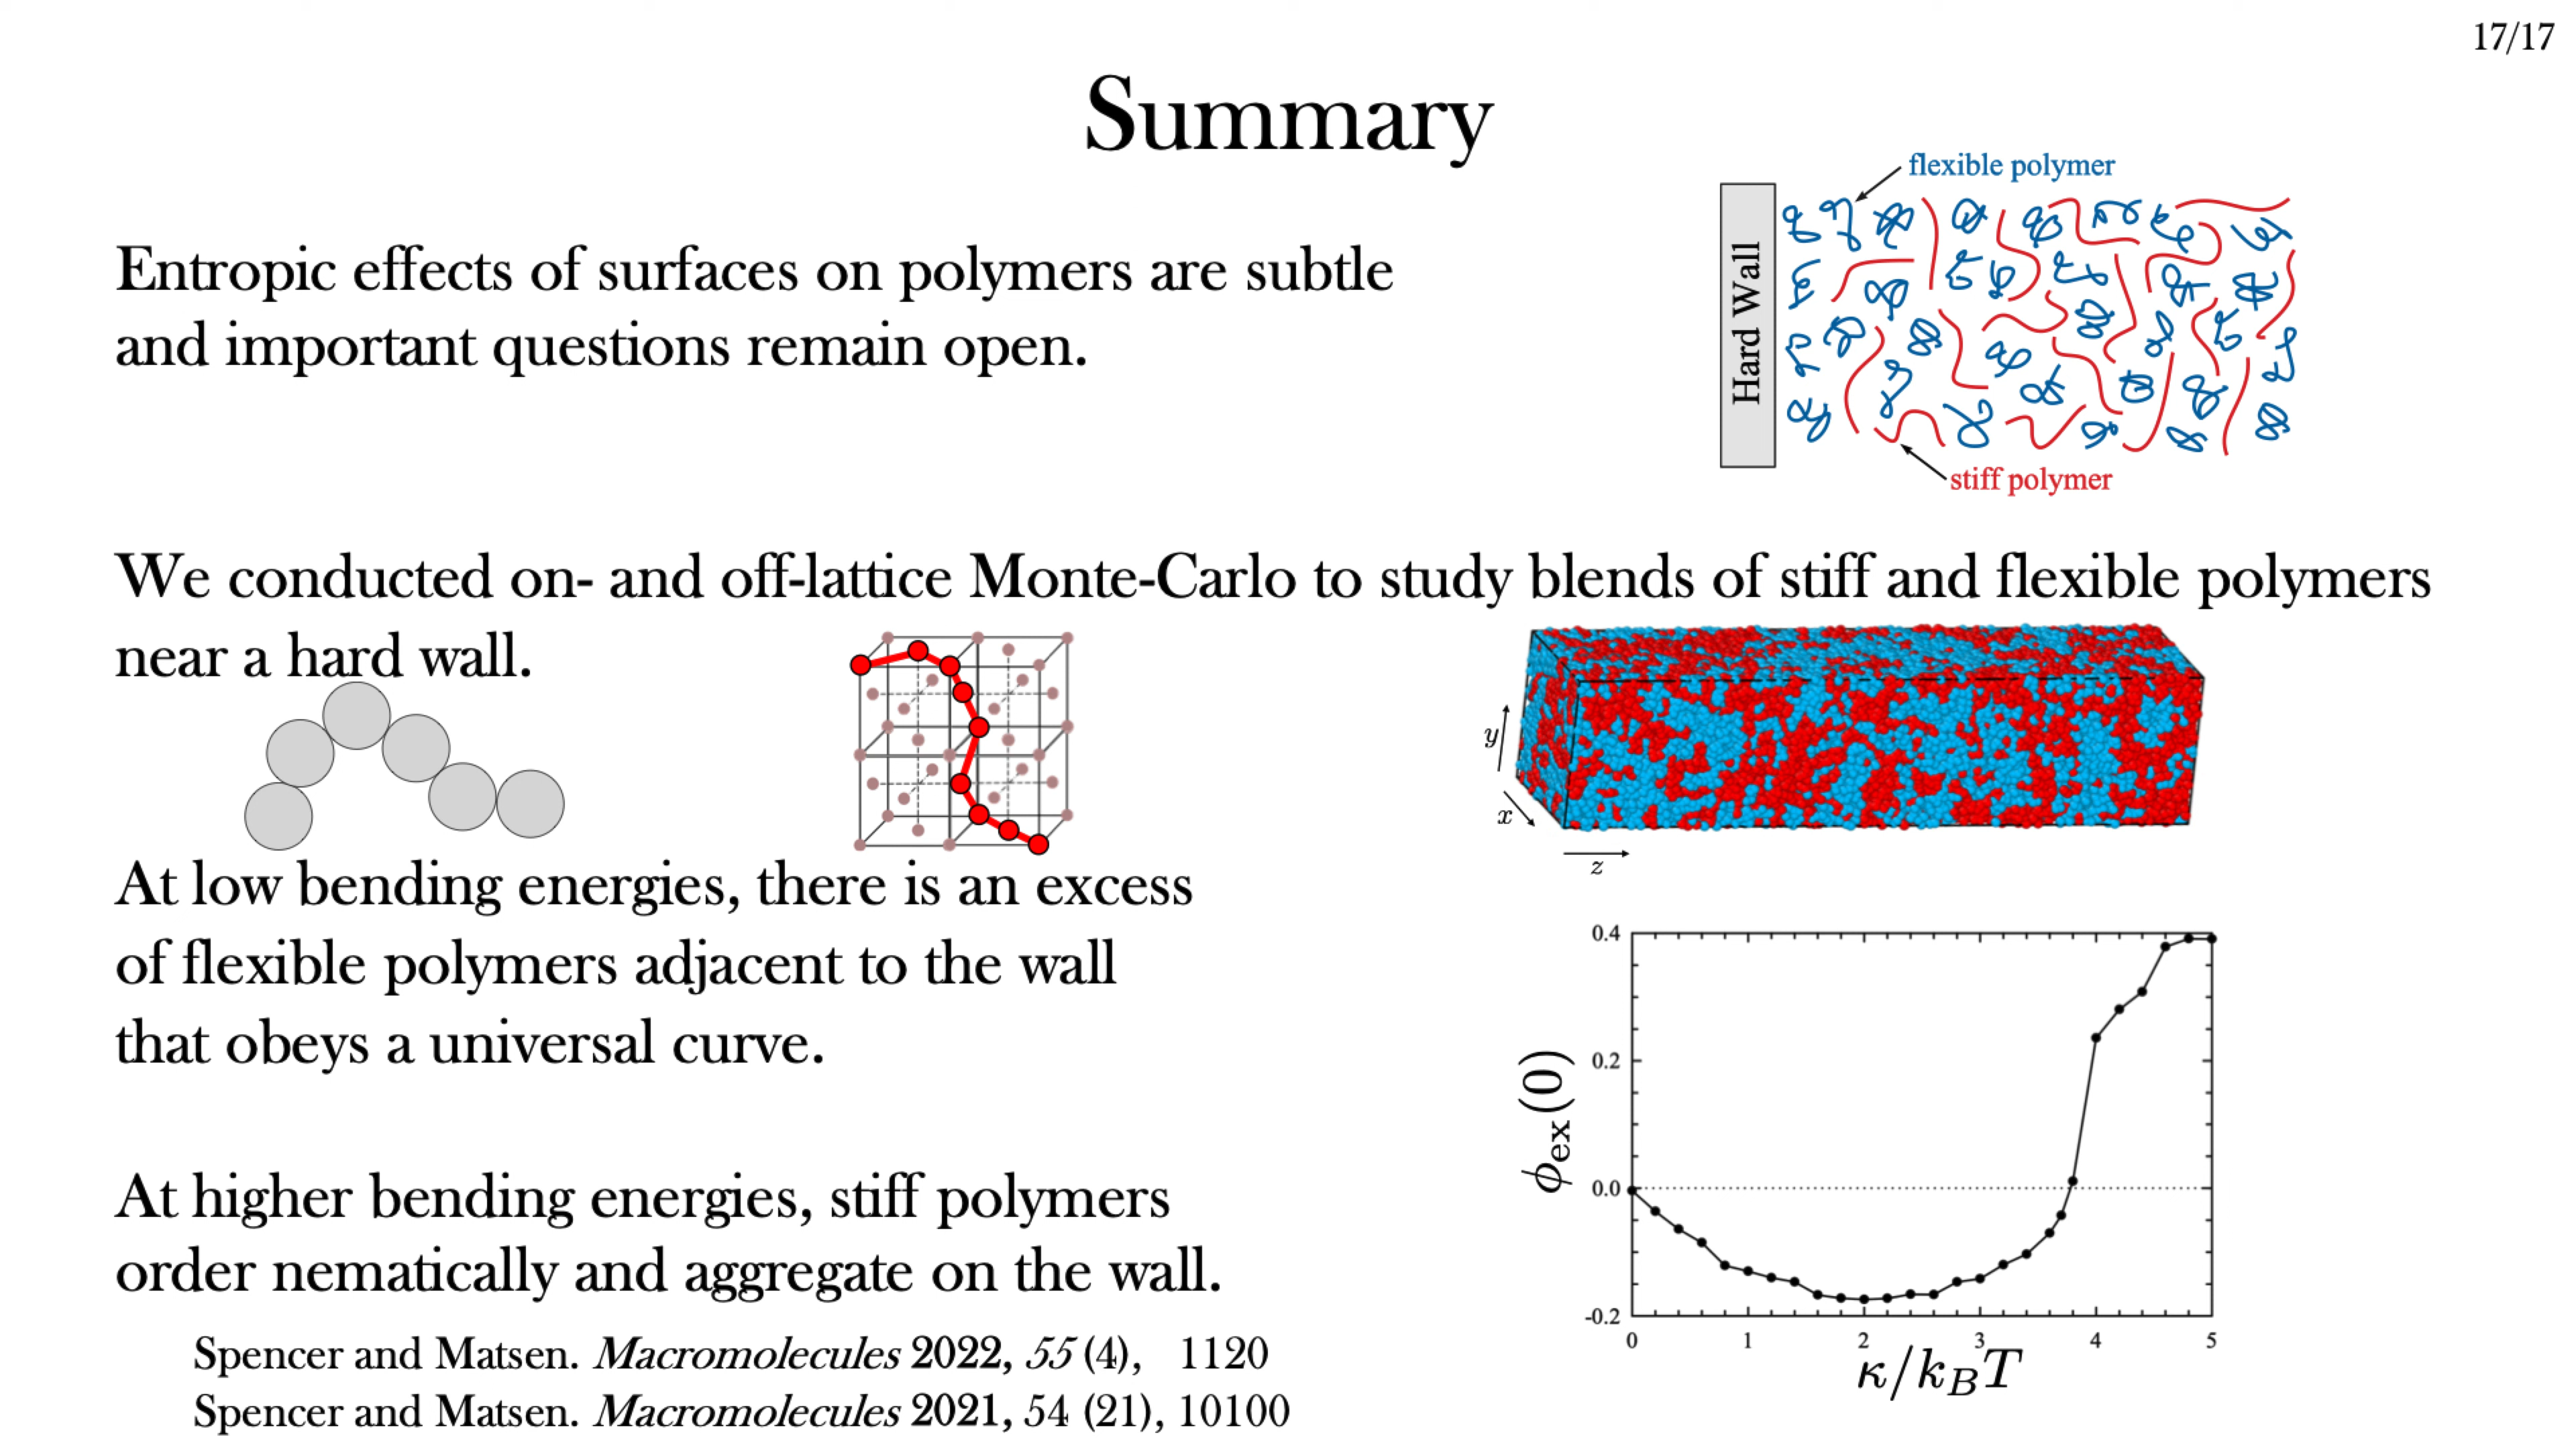 17/17
Summary
flexible polymer
Hard Wall
stiff polymer
Entropic effects of surfaces on polymers are subtle
and important questions remain open.
We conducted on- and off-lattice Monte-Carlo to study blends of stiff and flexible polymers
near a hard wall.
y
x
z
At low bending energies, there is an excess
of flexible polymers adjacent to the wall
that obeys a universal curve.
At higher bending energies, stiff polymers
order nematically and aggregate on the wall.
0.4
0.2
0.0
-0.2
ϕex(0)
0 1 2 3 4 5
κ/kBT
Spencer and Matsen. Macromolecules 2022, 55 (4), 1120
Spencer and Matsen. Macromolecules 2021, 54 (21), 10100